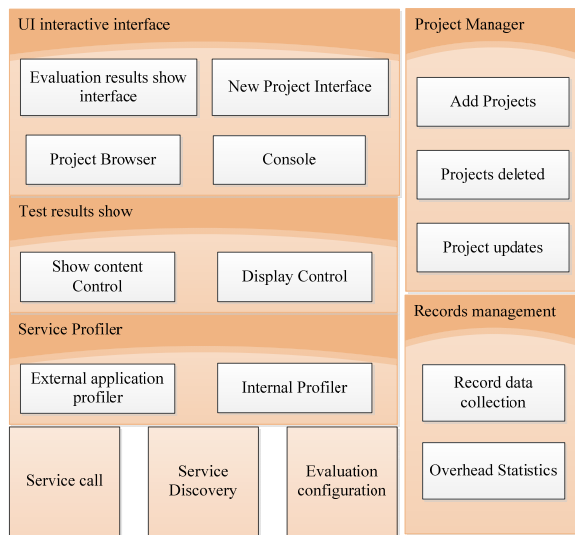 UI interactive interface
Evaluation results show
interface
New Project Interface
Project Browser
Console
Test results show
Show content
Control
Display Control
Service Profiler
External application
profiler
Internal Profiler
Service call
Service
Discovery
Evaluation
configuration
Project Manager
Add Projects
Projects deleted
Project updates
Records management
Record data
collection
Overhead Statistics